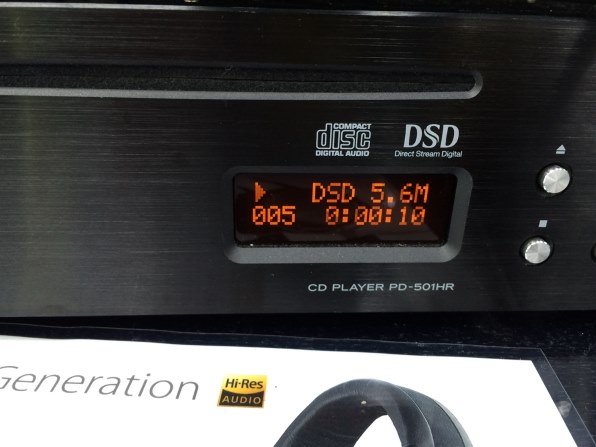 COMPACT
disc
DIGITAL AUDIO
DSD
Direct Stream Digital
DSD 5.6M
005 0:00:10
CD PLAYER PD-501HR
Generation
Hi-Res
AUDIO